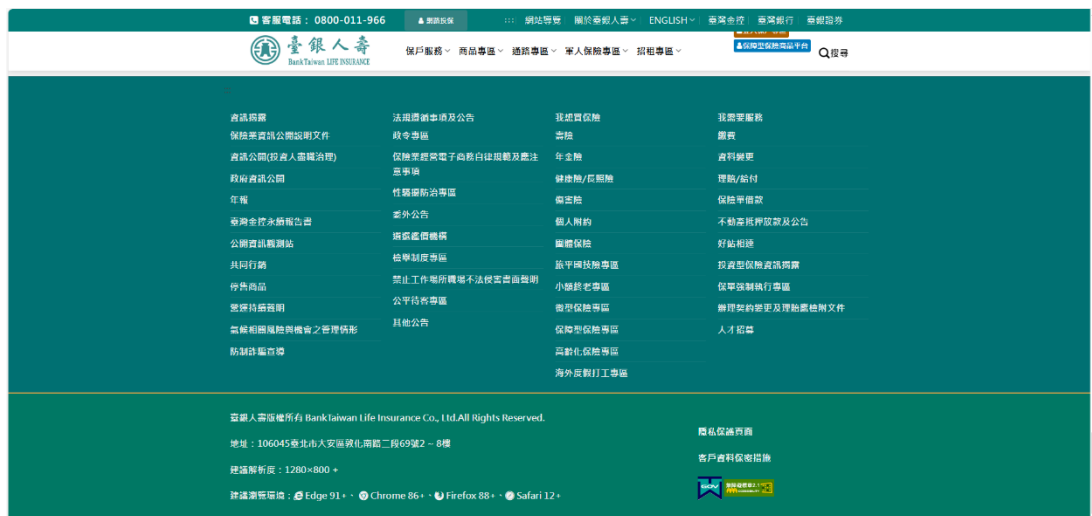 客服電話： 0800-011-966
網路投保
::: 網站導覽 關於臺銀人壽 ENGLISH 臺灣金控 臺灣銀行 臺銀證券
臺銀人壽
BankTaiwan LIFE INSURANCE
保戶服務 商品專區 通路專區 軍人保險專區 招租專區
保障型保險商品平台
搜尋
:::
資訊揭露
保險業資訊公開說明文件
資訊公開(投資人盡職治理)
政府資訊公開
年報
臺灣金控永續報告書
公開資訊觀測站
共同行銷
停售商品
營運持續聲明
氣候相關風險與機會之管理情形
防制詐騙宣導
法規遵循事項及公告
政令專區
保險業經營電子商務自律規範及應注
意事項
性騷擾防治專區
委外公告
遴選鑑價機構
檢舉制度專區
禁止工作場所職場不法侵害書面聲明
公平待客專區
其他公告
我想買保險
壽險
年金險
健康險/長照險
傷害險
個人附約
團體保險
旅平險技險專區
小額終老專區
微型保險專區
保障型保險專區
高齡化保險專區
海外度假打工專區
我需要服務
繳費
資料變更
理賠/給付
保險單借款
不動產抵押放款及公告
好站相連
投資型保險資訊揭露
保單強制執行專區
辦理契約變更及理賠應檢附文件
人才招募
臺銀人壽版權所有 BankTaiwan Life Insurance Co., Ltd.All Rights Reserved.
地址：106045臺北市大安區敦化南路二段69號2 ~ 8樓
建議解析度：1280×800 +
建議瀏覽環境： Edge 91+、 Chrome 86+、 Firefox 88+、 Safari 12+
隱私保護頁面
客戶資料保密措施
GOV